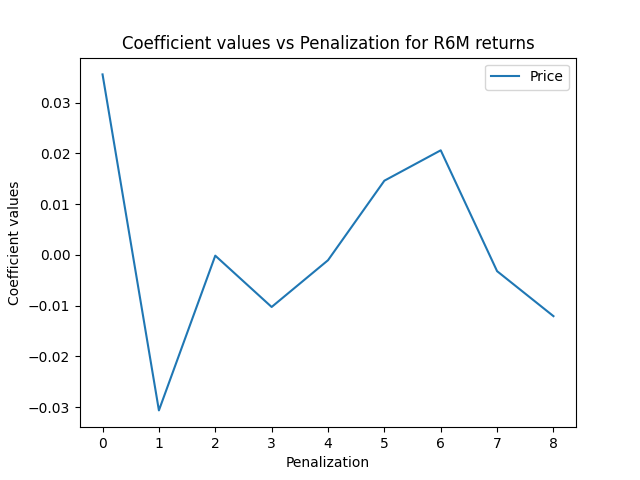 Coefficient values vs Penalization for R6M returns
Price
Coefficient values
0.03
0.02
0.01
0.00
−0.01
−0.02
−0.03
0 1 2 3 4 5 6 7 8
Penalization